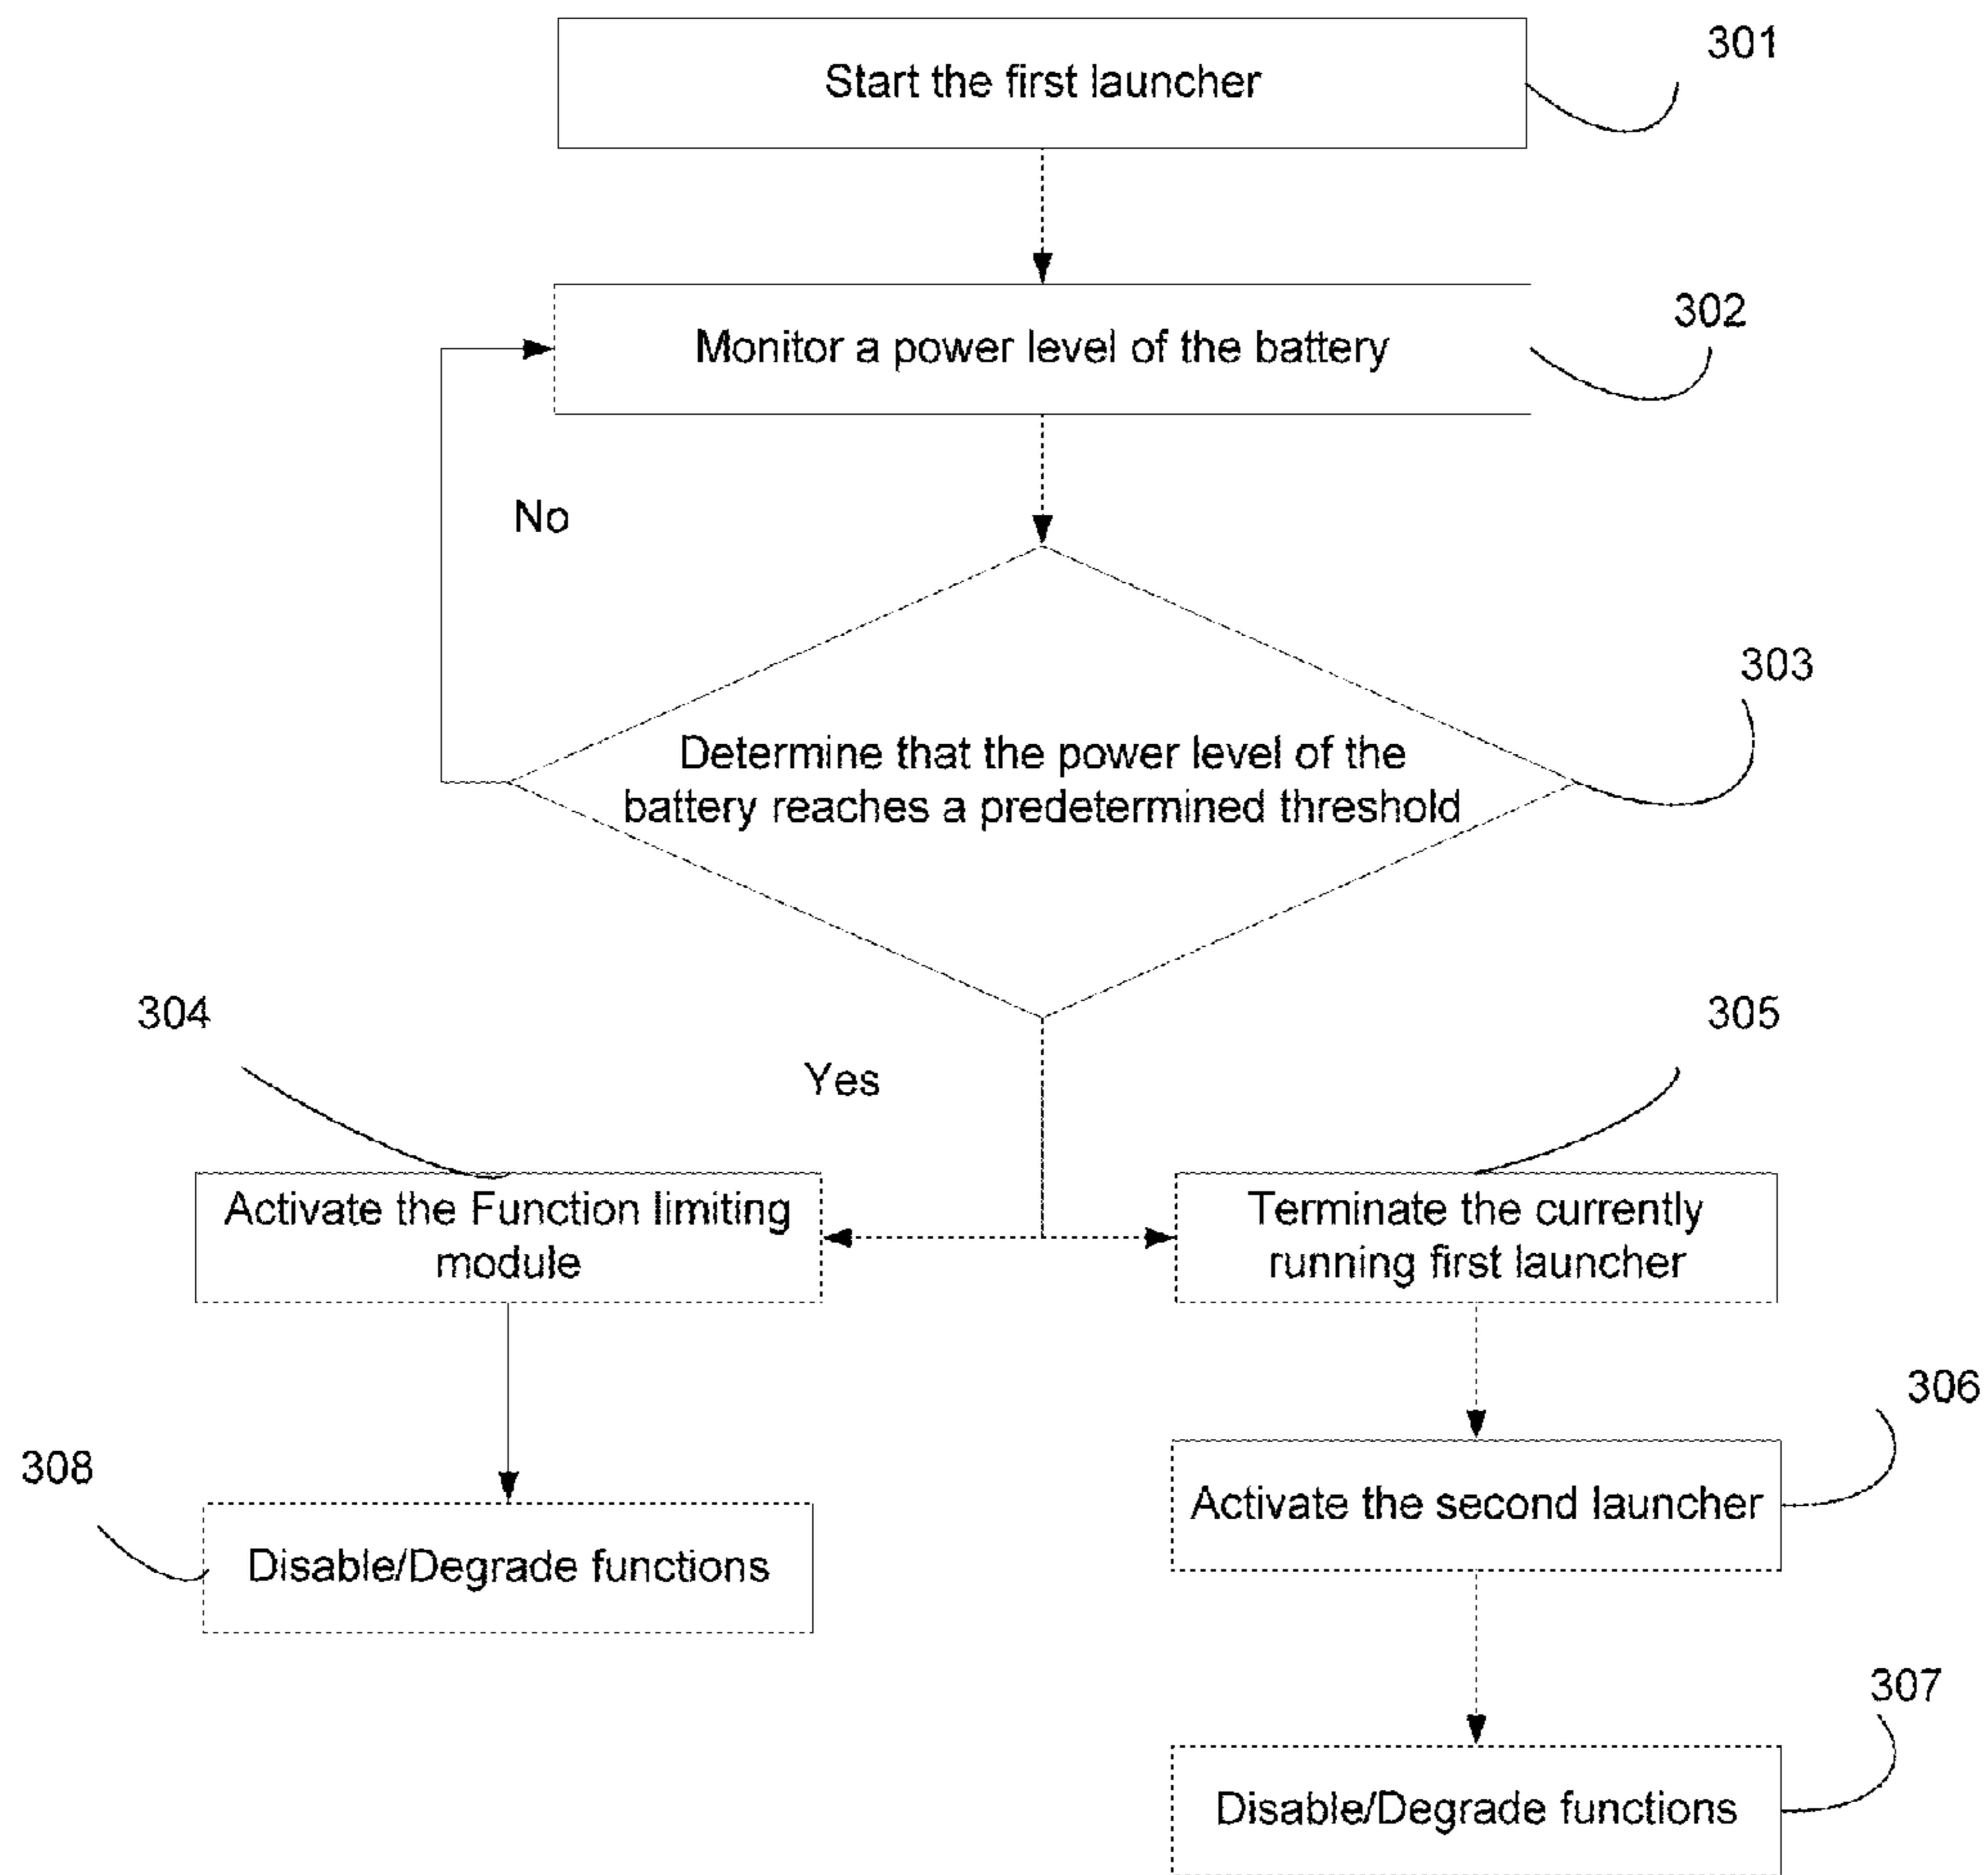 301
Start the first launcher
302
Monitor a power level of the battery
No
303
Determine that the power level of the
battery reaches a predetermined threshold
304
305
Yes
Activate the Function limiting
module
Terminate the currently
running first launcher
306
308
Activate the second launcher
Disable/Degrade functions
307
Disable/Degrade functions